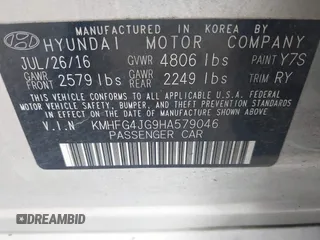 MANUFACTURED IN KOREA BY
HYUNDAI MOTOR COMPANY
JUL/26/16 GVWR 4806 lbs PAINT Y7S
GAWR FRONT 2579 lbs GAWR REAR 2249 lbs TRIM RY
THIS VEHICLE CONFORMS TO ALL APPLICABLE U.S.A. FEDERAL
MOTOR VEHICLE SAFETY, BUMPER, AND THEFT PREVENTION STANDARDS
IN EFFECT ON THE DATE OF MANUFACTURE SHOWN ABOVE.
V.I.N KMHFG4JG9HA579046
PASSENGER CAR
DREAMBID